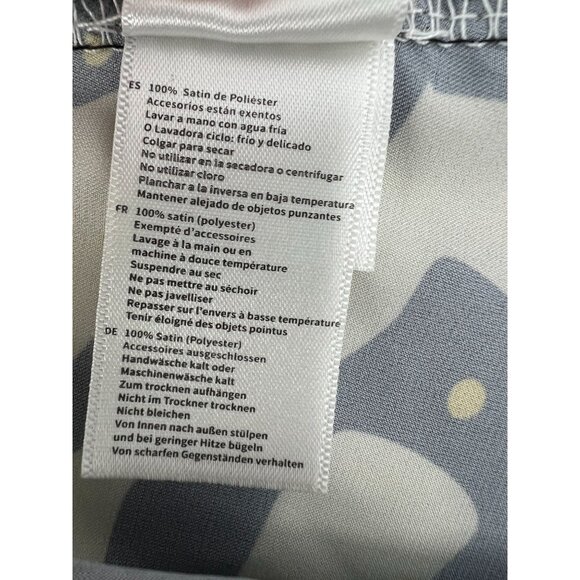 ES 100% Satin de Poliéster
Accesorios están exentos
Lavar a mano con agua fría
O Lavadora ciclo: frío y delicado
Colgar para secar
No utilizar en la secadora o centrífugar
No utilizar cloro
Planchar a la inversa en baja temperatura
Mantener alejado de objetos punzantes
FR 100% satin (polyester)
Exempté d'accessoires
Lavage à la main ou en
machine à douce température
Suspendre au sec
Ne pas mettre au séchoir
Ne pas javelliser
Repasser sur l'envers à basse température
Tenir éloigné des objets pointus
DE 100% Satin (Polyester)
Accessoires ausgeschlossen
Handwäsche kalt oder
Maschinenwäsche kalt
Zum trocknen aufhängen
Nicht im Trockner trocknen
Nicht bleichen
Von Innen nach außen stülpen
und bei geringer Hitze bügeln
Von scharfen Gegenständen verhalten